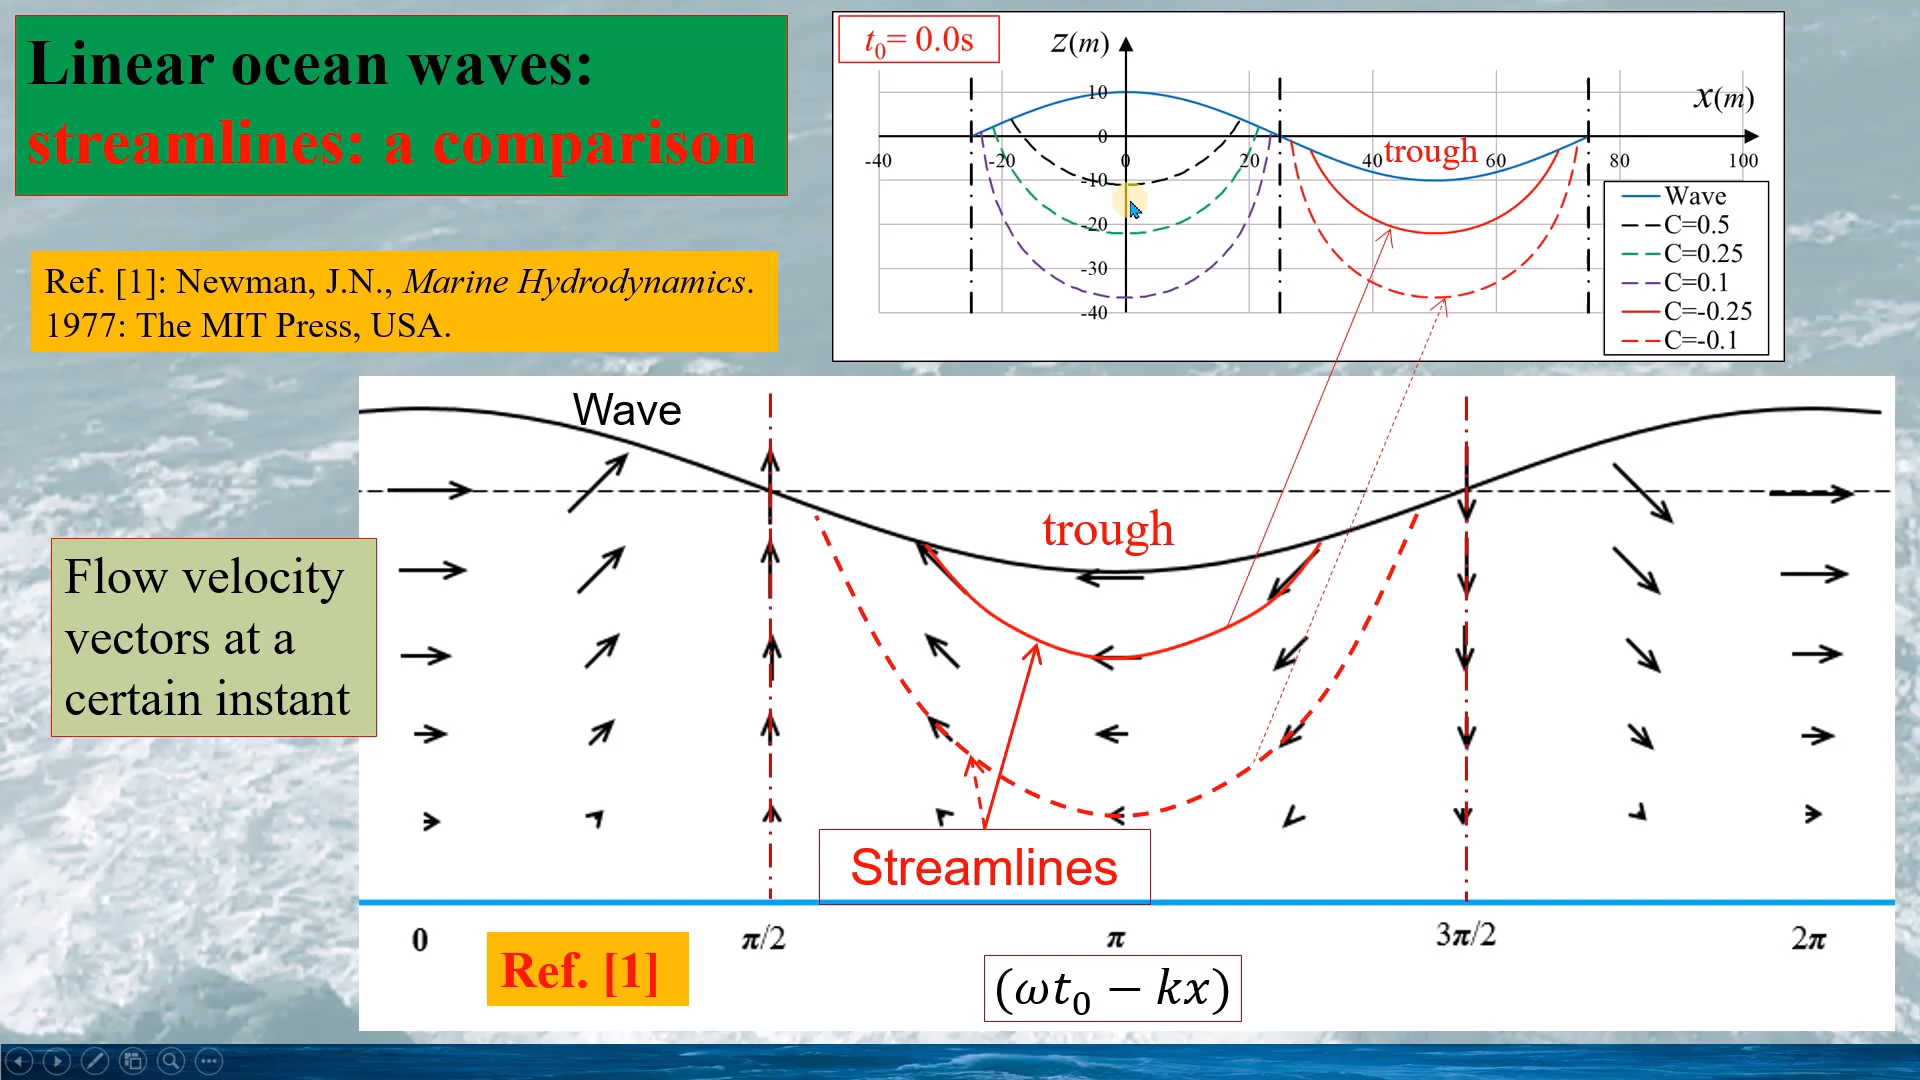 Linear ocean waves:
streamlines: a comparison
Ref. [1]: Newman, J.N., Marine Hydrodynamics.
1977: The MIT Press, USA.
t₀= 0.0s
z(m)
x(m)
10
0
-10
-20
-30
-40
-40 -20 0 20 40 60 80 100
trough
Wave
C=0.5
C=0.25
C=0.1
C=-0.25
C=-0.1
Wave
trough
Flow velocity
vectors at a
certain instant
Streamlines
0 π/2 π 3π/2 2π
Ref. [1]
(ωt₀ − kx)